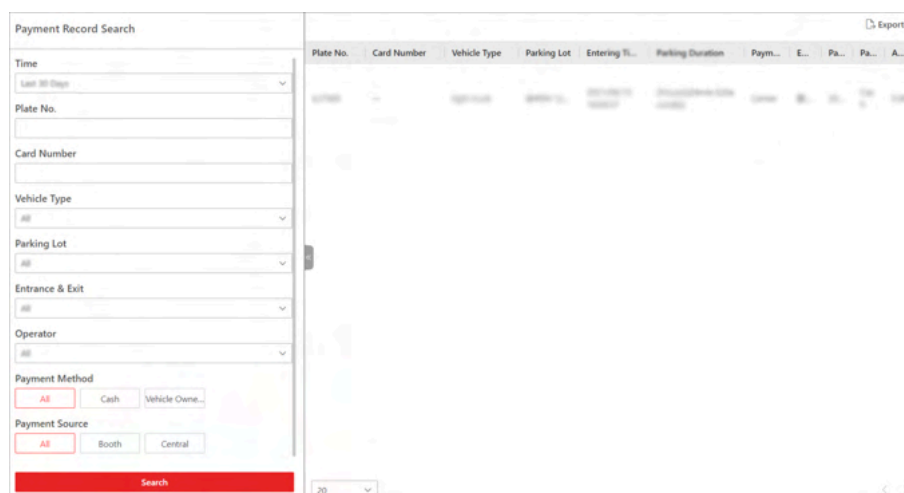 Payment Record Search
Export
Plate No. Card Number Vehicle Type Parking Lot Entering Ti... Parking Duration Paym... E... Pa... Pa... A...
Time
Last 30 Days
Plate No.
Card Number
Vehicle Type
All
Parking Lot
All
Entrance & Exit
All
Operator
All
Payment Method
All Cash Vehicle Owne...
Payment Source
All Booth Central
Search
20